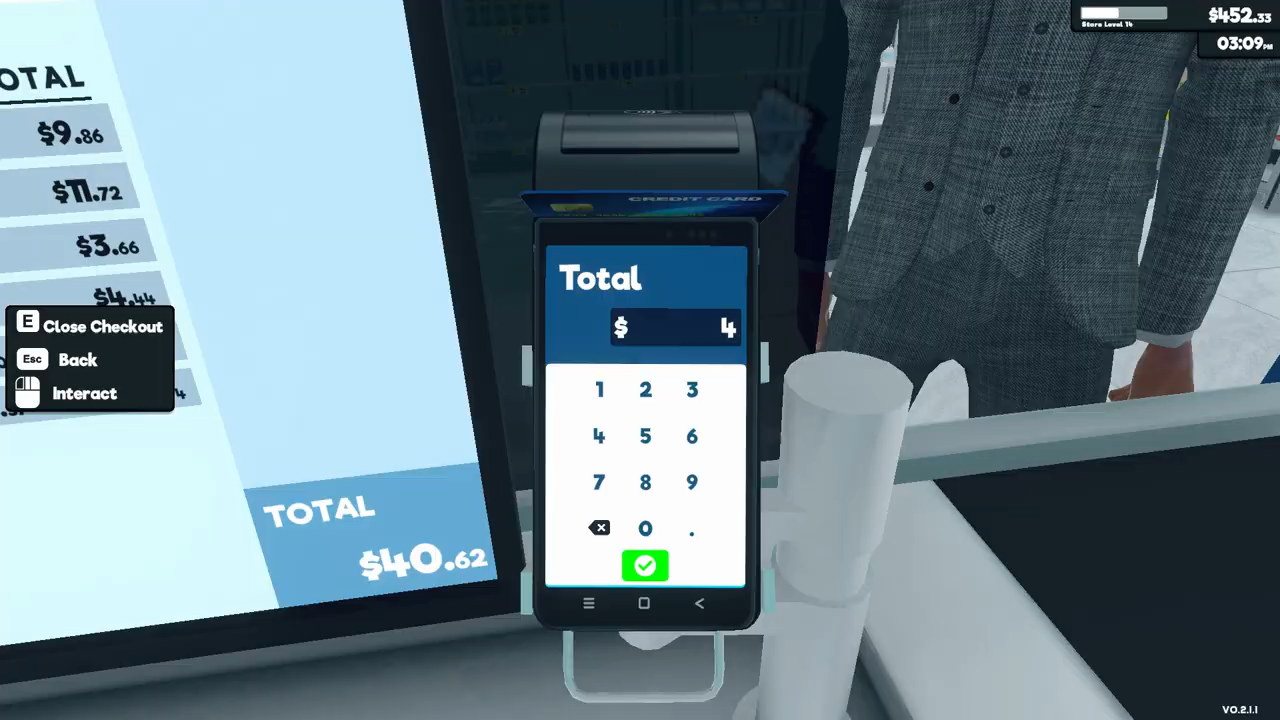 OTAL
$9.86
$11.72
$3.66
$4.44
E Close Checkout
Esc Back
Interact
TOTAL
$40.62
CREDIT CARD
Total
$ 4
1 2 3
4 5 6
7 8 9
0 .
Store Level 14
$452.33
03:09PM
V0.2.1.1